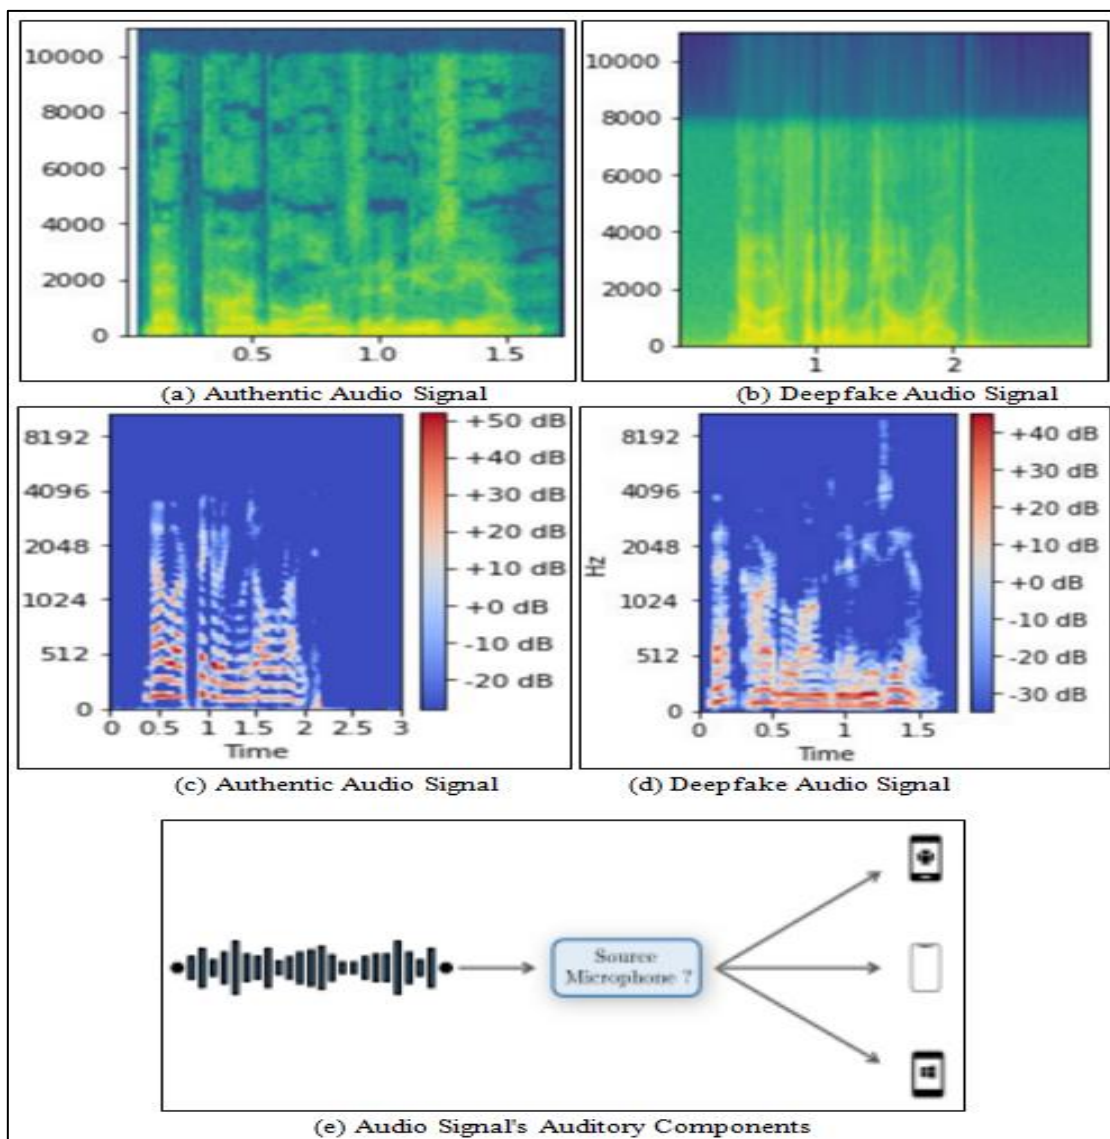 10000
8000
6000
4000
2000
0
0.5 1.0 1.5
(a) Authentic Audio Signal
10000
8000
6000
4000
2000
0
1 2
(b) Deepfake Audio Signal
8192
4096
2048
1024
512
0
0 0.5 1 1.5 2 2.5 3
Time
+50 dB
+40 dB
+30 dB
+20 dB
+10 dB
+0 dB
-10 dB
-20 dB
(c) Authentic Audio Signal
8192
4096
2048
1024
512
0
Hz
0 0.5 1 1.5
Time
+40 dB
+30 dB
+20 dB
+10 dB
+0 dB
-10 dB
-20 dB
-30 dB
(d) Deepfake Audio Signal
Source
Microphone ?
(e) Audio Signal's Auditory Components